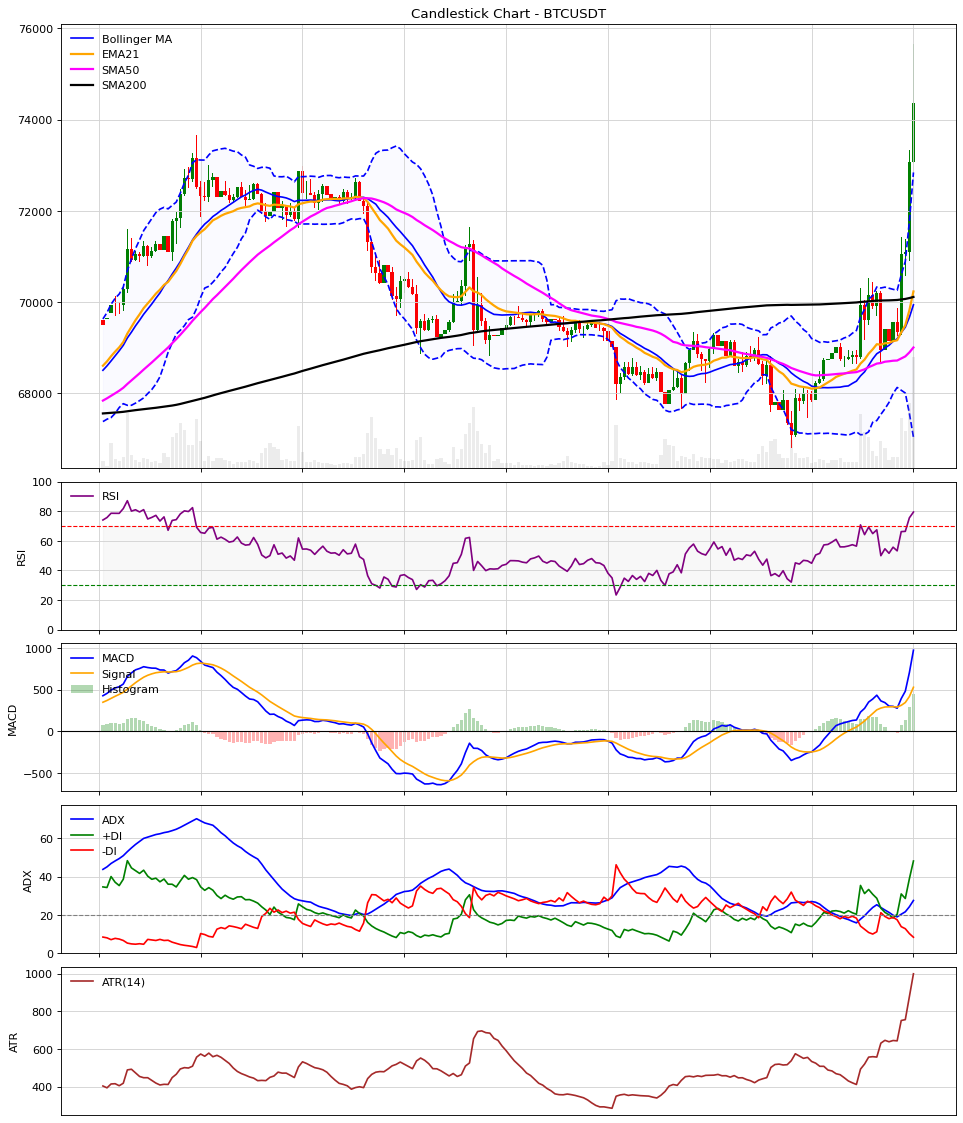 Candlestick Chart - BTCUSDT
76000
74000
72000
70000
68000
Bollinger MA
EMA21
SMA50
SMA200
100
80
60
40
20
0
RSI
RSI
1000
500
0
−500
MACD
MACD
Signal
Histogram
60
40
20
0
ADX
ADX
+DI
-DI
1000
800
600
400
ATR
ATR(14)